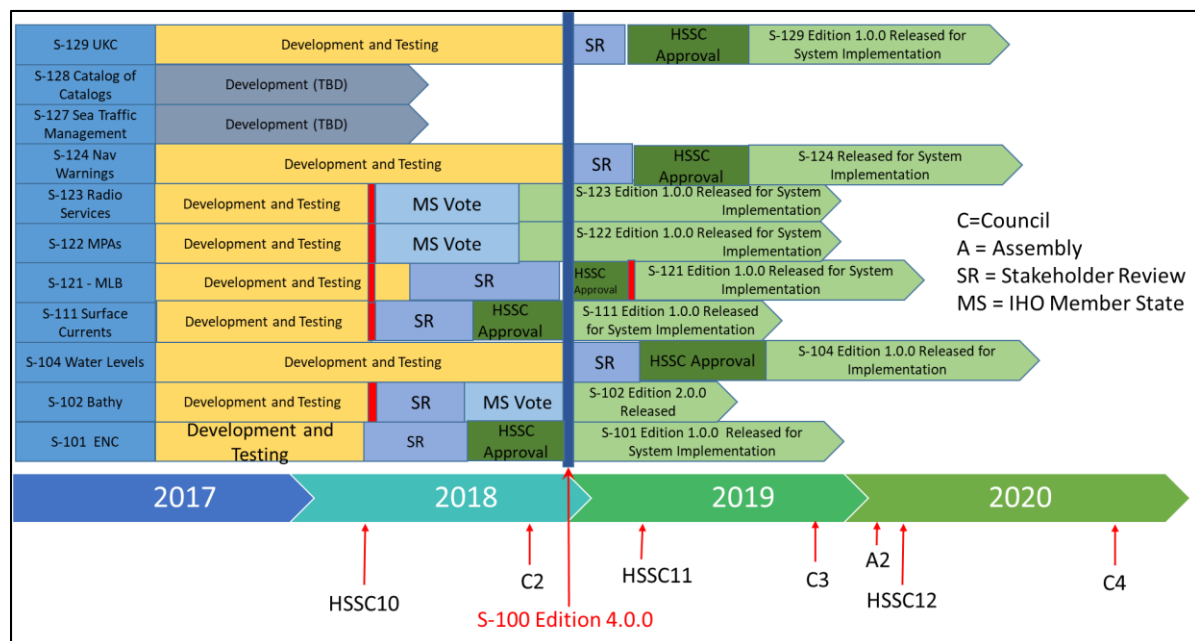 S-129 UKC
Development and Testing
SR
HSSC
Approval
S-129 Edition 1.0.0 Released for
System Implementation
S-128 Catalog of
Catalogs
Development (TBD)
S-127 Sea Traffic
Management
Development (TBD)
S-124 Nav
Warnings
Development and Testing
SR
HSSC
Approval
S-124 Released for System
Implementation
S-123 Radio
Services
Development and Testing
MS Vote
S-123 Edition 1.0.0 Released for System
Implementation
S-122 MPAs
Development and Testing
MS Vote
S-122 Edition 1.0.0 Released for System
Implementation
S-121 - MLB
Development and Testing
SR
HSSC
Approval
S-121 Edition 1.0.0 Released for System
Implementation
S-111 Surface
Currents
Development and Testing
SR
HSSC
Approval
S-111 Edition 1.0.0 Released
for System Implementation
S-104 Water Levels
Development and Testing
SR
HSSC Approval
S-104 Edition 1.0.0 Released for
Implementation
S-102 Bathy
Development and Testing
SR
MS Vote
S-102 Edition 2.0.0
Released
S-101 ENC
Development and
Testing
SR
HSSC
Approval
S-101 Edition 1.0.0 Released for
System Implementation
C=Council
A = Assembly
SR = Stakeholder Review
MS = IHO Member State
2017
2018
2019
2020
HSSC10
C2
S-100 Edition 4.0.0
HSSC11
C3
A2
HSSC12
C4